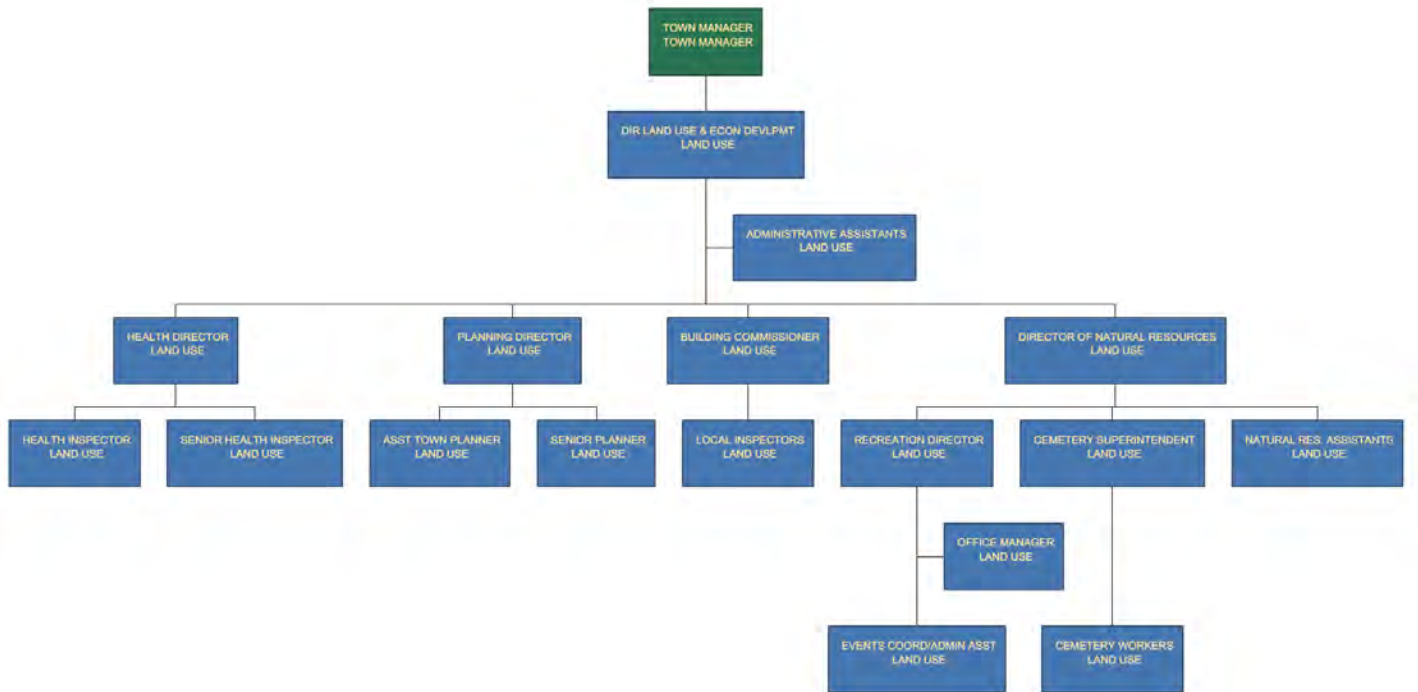 TOWN MANAGER
TOWN MANAGER
DIR LAND USE & ECON DEVLPMT
LAND USE
ADMINISTRATIVE ASSISTANTS
LAND USE
HEALTH DIRECTOR
LAND USE
PLANNING DIRECTOR
LAND USE
BUILDING COMMISSIONER
LAND USE
DIRECTOR OF NATURAL RESOURCES
LAND USE
HEALTH INSPECTOR
LAND USE
SENIOR HEALTH INSPECTOR
LAND USE
ASST TOWN PLANNER
LAND USE
SENIOR PLANNER
LAND USE
LOCAL INSPECTORS
LAND USE
RECREATION DIRECTOR
LAND USE
CEMETERY SUPERINTENDENT
LAND USE
NATURAL RES. ASSISTANTS
LAND USE
OFFICE MANAGER
LAND USE
EVENTS COORD/ADMIN ASST
LAND USE
CEMETERY WORKERS
LAND USE